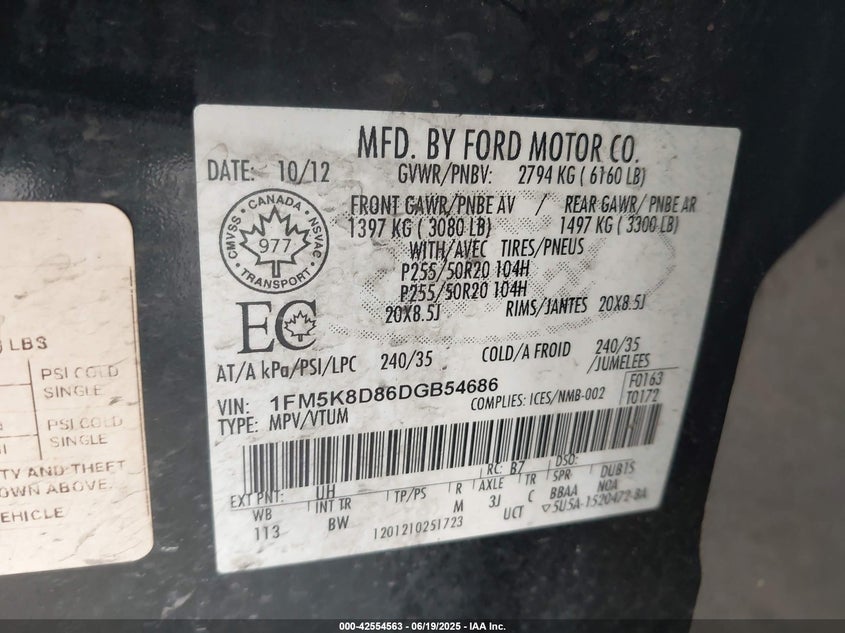 MFD. BY FORD MOTOR CO.
DATE: 10/12 GVWR/PNBV: 2794 KG ( 6160 LB)
FRONT GAWR/PNBE AV / REAR GAWR/ PNBE AR
1397 KG ( 3080 LB) 1497 KG ( 3300 LB)
WITH/AVEC TIRES/PNEUS
P255/50R20 104H
P255/50R20 104H
20X8.5J RIMS/JANTES 20X8.5J
CMVSS CANADA NSVAC
977
TRANSPORT
EC
AT/A kPa/PSI/LPC 240/35 COLD/A FROID 240/35
/JUMELEES
VIN: 1FM5K8D86DGB54686
COMPLIES: ICES/NMB-002
F0163
T0172
TYPE: MPV/VTUM
EXT PNT: UH RC: B7 DSO:
WB INT TR TP/PS R AXLE TR SPR DUB15
113 BW M 3J C BBAA NOA
1201210251723 UCT ▽5U5A-1520472-BA
LBS
PSI COLD
SINGLE
PSI COLD
SINGLE
TY AND THEFT
OWN ABOVE.
EHICLE
000-42554563 - 06/19/2025 - IAA Inc.